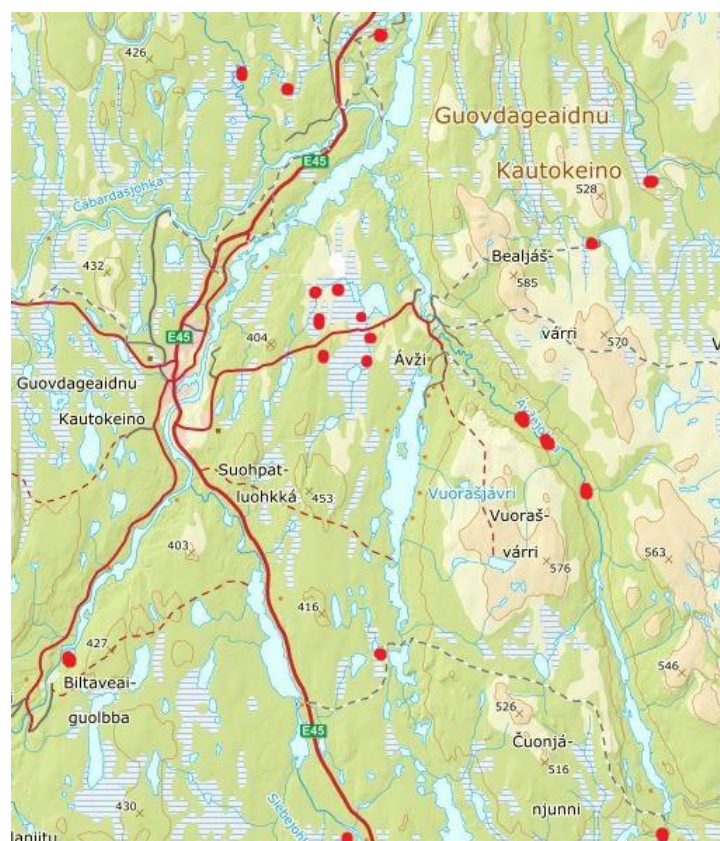 426
Guovdageaidnu
E45
Kautokeino
Čábardasjohka
528
Bealjáš-
432
585
E45
404
várri
570
Ávži
Guovdageaidnu
Kautokeino
Suohpat-
luohkká
453
Vuorašjávri
Vuoraš-
403
várri
576
563
416
427
Biltaveai-
546
guolbba
526
E45
Čuonjá-
516
430
njunni